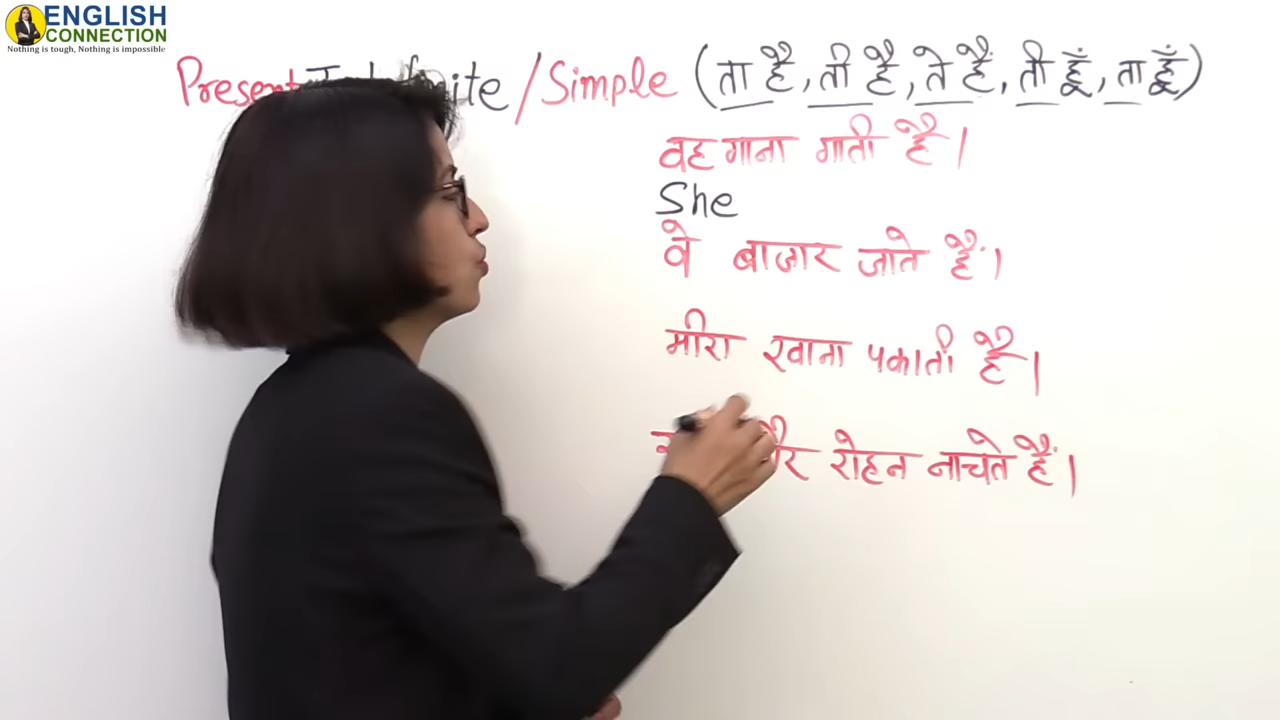 ENGLISH
CONNECTION
Nothing is tough, Nothing is impossible
Present /Simple (ता है, ती है, ते हैं, ती हूँ, ता हूँ)
वह गाना गाती है।
She
वे बाजार जाते हैं।
मीरा खाना पकाती है।
रोहन नाचते हैं।